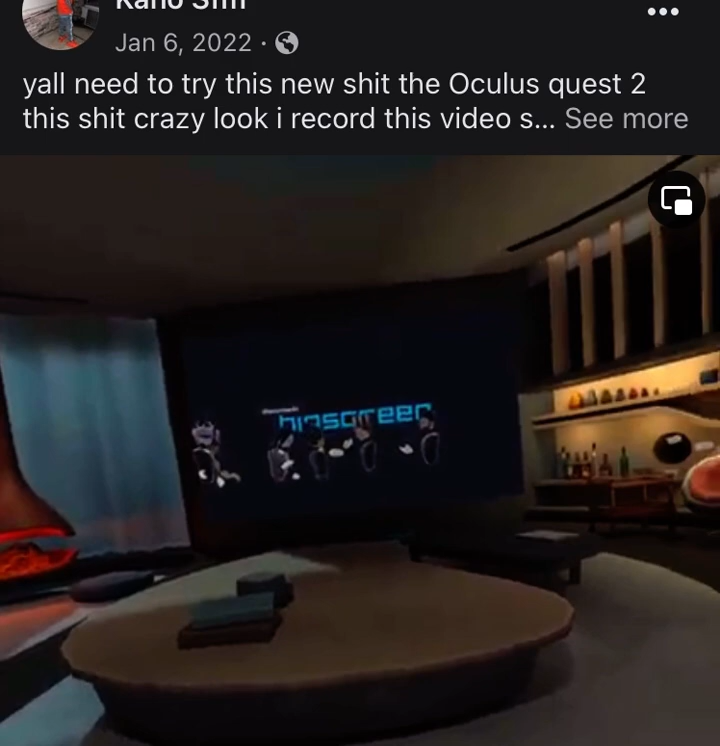 Jan 6, 2022 ·
yall need to try this new shit the Oculus quest 2
this shit crazy look i record this video s... See more